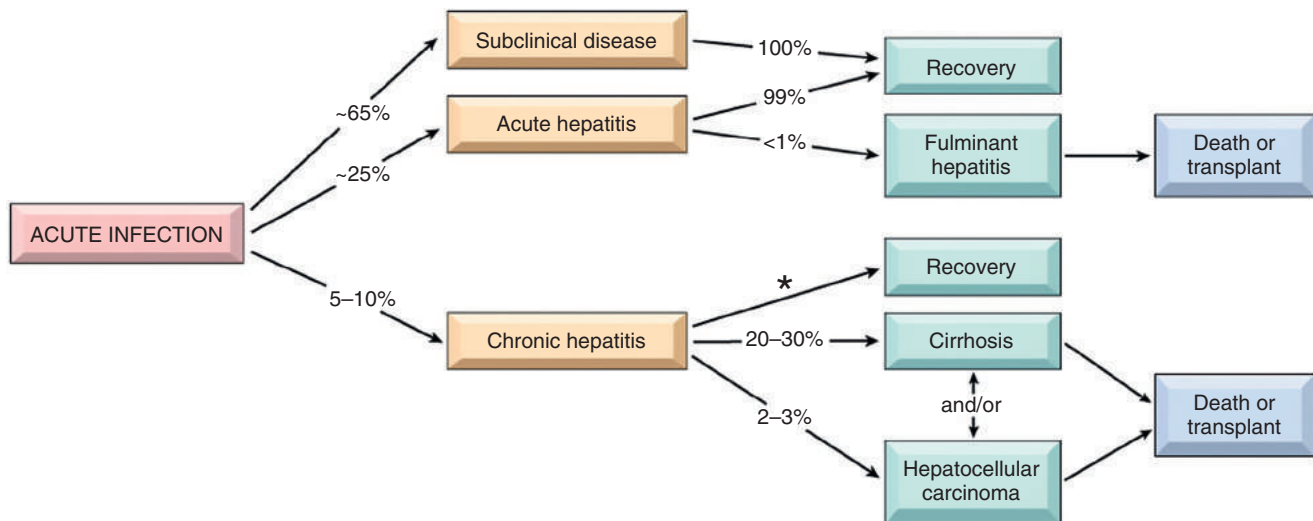 Subclinical disease
100%
Recovery
~65%
99%
Acute hepatitis
<1%
Fulminant
hepatitis
Death or
transplant
~25%
ACUTE INFECTION
5–10%
*
Recovery
Chronic hepatitis
20–30%
Cirrhosis
and/or
2–3%
Death or
transplant
Hepatocellular
carcinoma